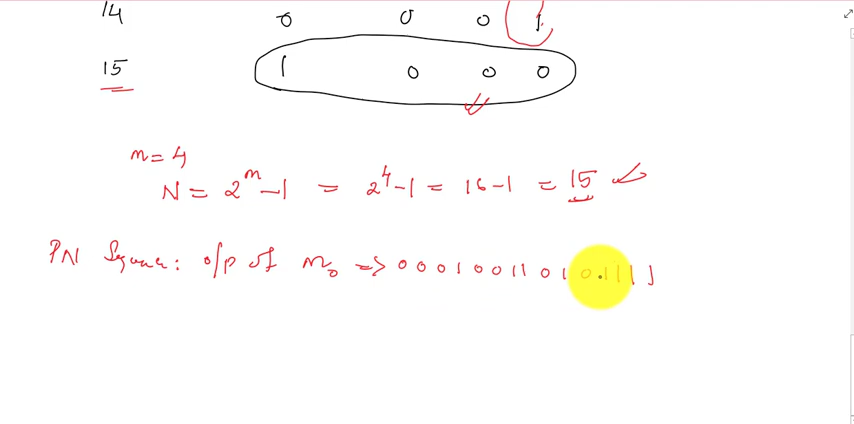 14 0 0 0 1
15 1 0 0 0
m = 4
N = 2^m - 1 = 2^4 - 1 = 16 - 1 = 15
PN Sequence: o/p of m0 => 0 0 0 1 0 0 1 1 0 1 0 1 1 1 1